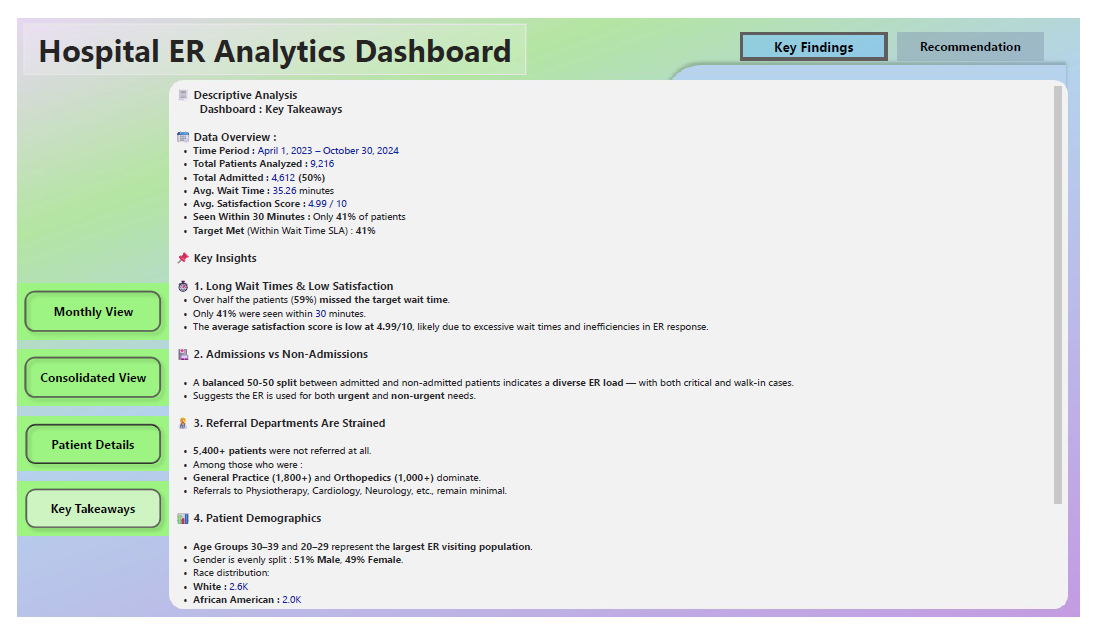 Hospital ER Analytics Dashboard
Key Findings
Recommendation
Descriptive Analysis
Dashboard : Key Takeaways
Data Overview :
• Time Period : April 1, 2023 – October 30, 2024
• Total Patients Analyzed : 9,216
• Total Admitted : 4,612 (50%)
• Avg. Wait Time : 35.26 minutes
• Avg. Satisfaction Score : 4.99 / 10
• Seen Within 30 Minutes : Only 41% of patients
• Target Met (Within Wait Time SLA) : 41%
Key Insights
1. Long Wait Times & Low Satisfaction
• Over half the patients (59%) missed the target wait time.
• Only 41% were seen within 30 minutes.
• The average satisfaction score is low at 4.99/10, likely due to excessive wait times and inefficiencies in ER response.
2. Admissions vs Non-Admissions
• A balanced 50-50 split between admitted and non-admitted patients indicates a diverse ER load — with both critical and walk-in cases.
• Suggests the ER is used for both urgent and non-urgent needs.
3. Referral Departments Are Strained
• 5,400+ patients were not referred at all.
• Among those who were :
• General Practice (1,800+) and Orthopedics (1,000+) dominate.
• Referrals to Physiotherapy, Cardiology, Neurology, etc., remain minimal.
4. Patient Demographics
• Age Groups 30–39 and 20–29 represent the largest ER visiting population.
• Gender is evenly split : 51% Male, 49% Female.
• Race distribution:
• White : 2.6K
• African American : 2.0K
Monthly View
Consolidated View
Patient Details
Key Takeaways